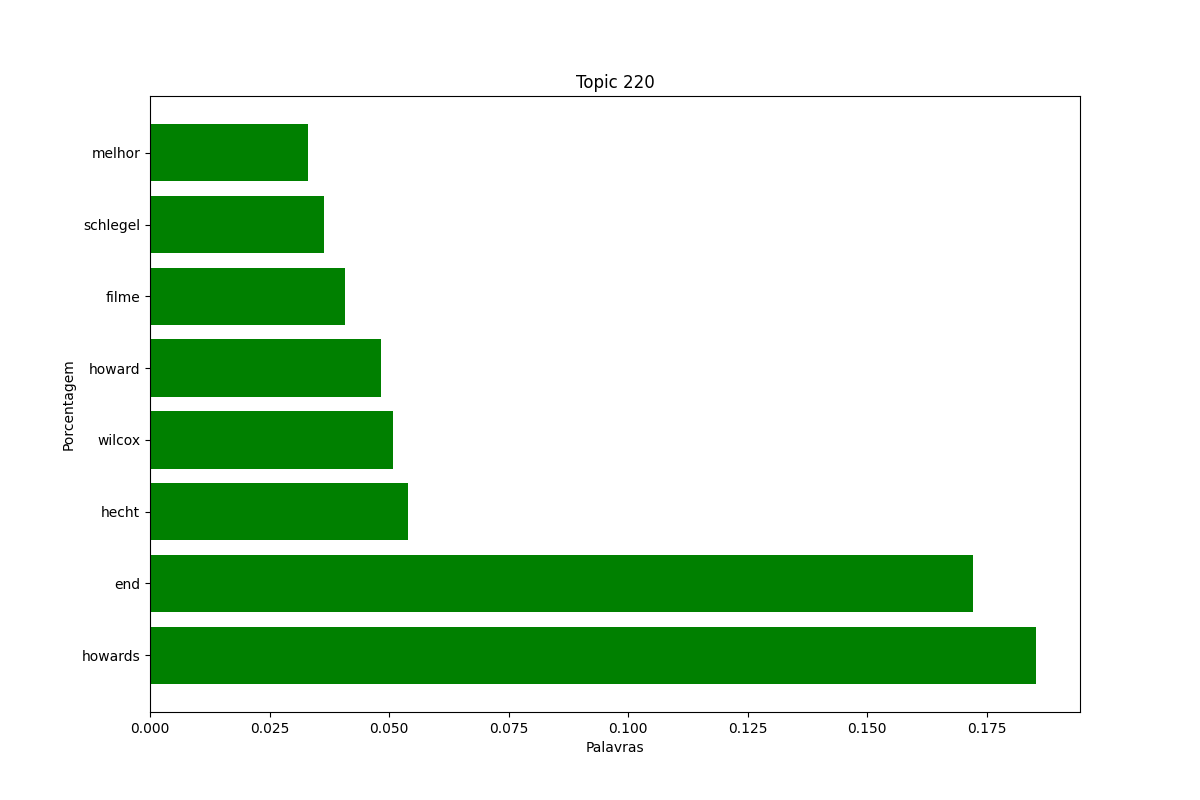 Topic 220
melhor
schlegel
filme
howard
wilcox
hecht
end
howards
Porcentagem
0.000 0.025 0.050 0.075 0.100 0.125 0.150 0.175
Palavras